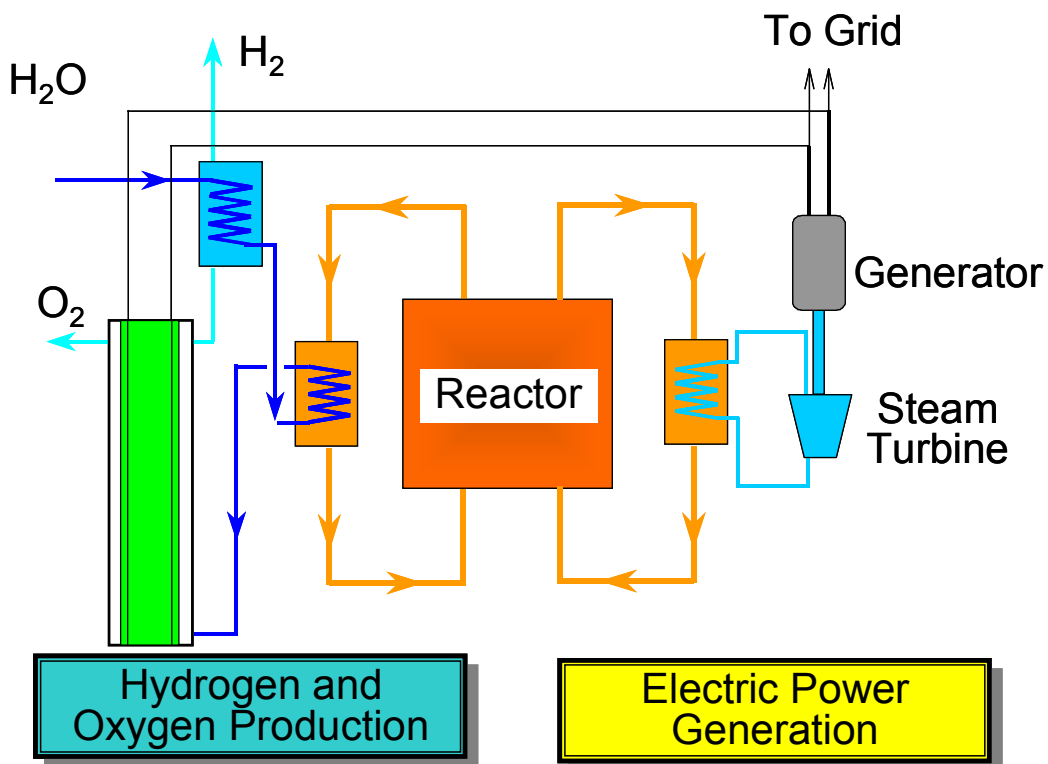 To Grid
H₂
H₂O
Generator
O₂
Reactor
Steam
Turbine
Hydrogen and
Oxygen Production
Electric Power
Generation